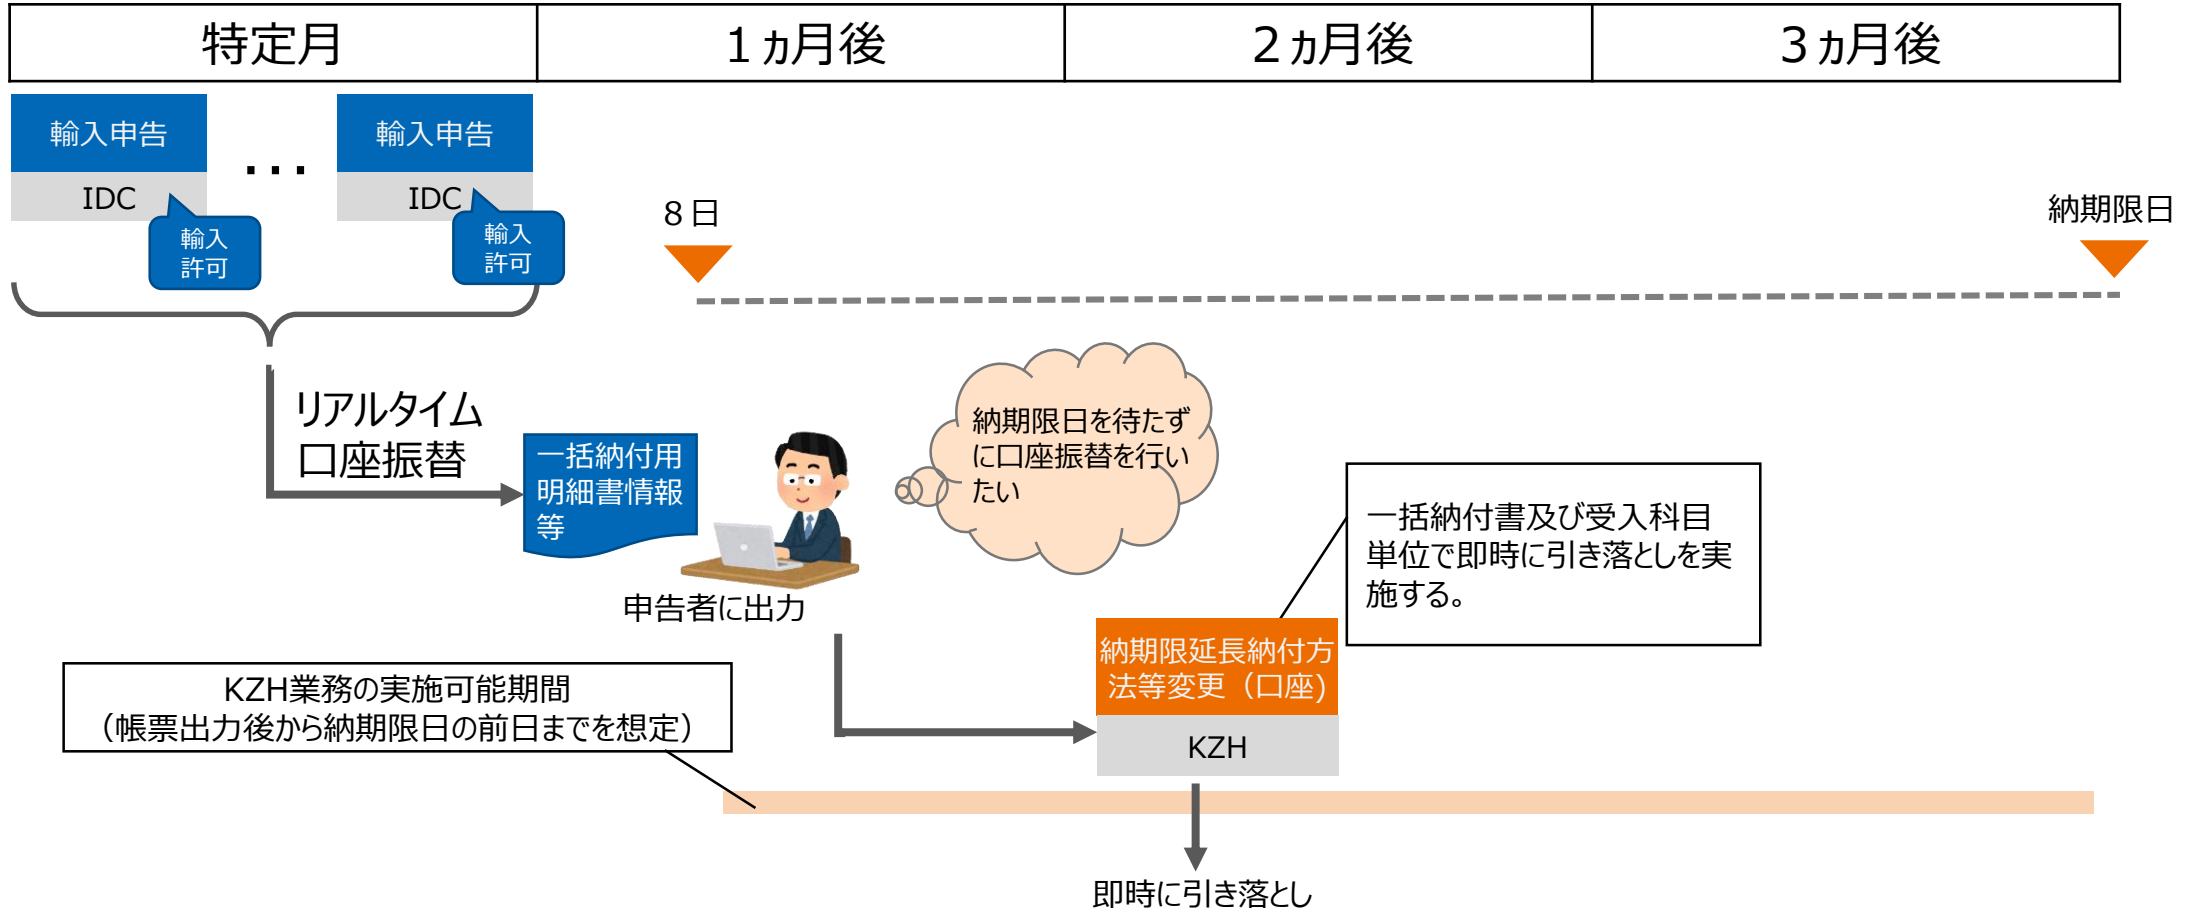 特定月
1ヵ月後
2ヵ月後
3ヵ月後
輸入申告
IDC
輸入
許可
…
輸入申告
IDC
輸入
許可
8日
納期限日
リアルタイム
口座振替
一括納付用
明細書情報
等
申告者に出力
納期限日を待たず
に口座振替を行い
たい
一括納付書及び受入科目
単位で即時に引き落としを実
施する。
納期限延長納付方
法等変更（口座)
KZH
KZH業務の実施可能期間
（帳票出力後から納期限日の前日までを想定）
即時に引き落とし